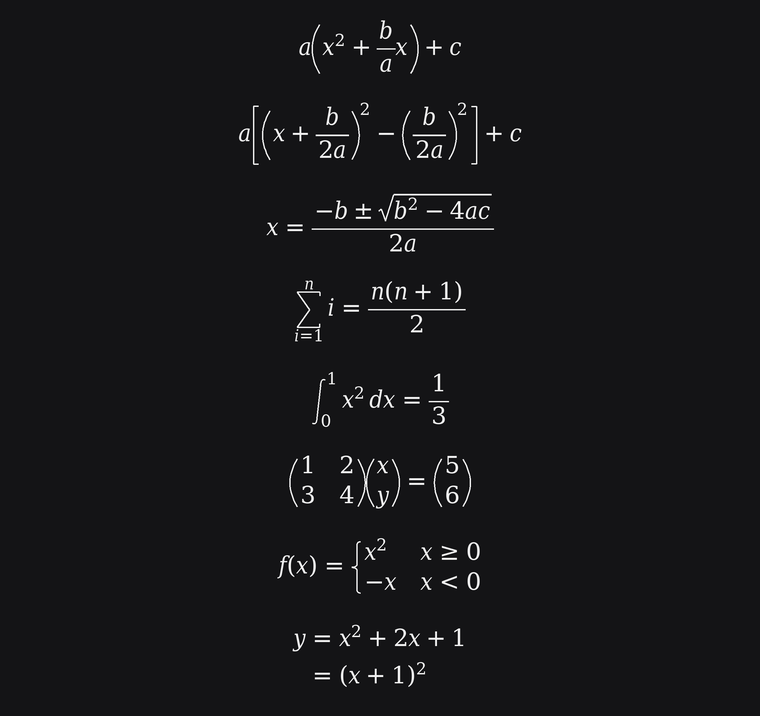 a(x² + b/a x) + c
a[(x + b/2a)² − (b/2a)²] + c
x = (−b ± √(b² − 4ac))/2a
∑_{i=1}^{n} i = n(n + 1)/2
∫₀¹ x² dx = 1/3
(1 2; 3 4)(x; y) = (5; 6)
f(x) = { x² x ≥ 0; −x x < 0
y = x² + 2x + 1
= (x + 1)²